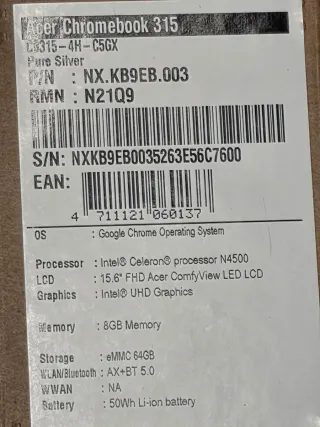 Acer Chromebook 315
CB315-4H-C5GX
Pure Silver
P/N : NX.KB9EB.003
RMN : N21Q9
S/N: NXKB9EB0035263E56C7600
EAN:
4 711121 060137
OS : Google Chrome Operating System
Processor : Intel® Celeron® processor N4500
LCD : 15.6" FHD Acer ComfyView LED LCD
Graphics : Intel® UHD Graphics
Memory : 8GB Memory
Storage : eMMC 64GB
WLAN/Bluetooth : AX+BT 5.0
WWAN : NA
Battery : 50Wh Li-ion battery